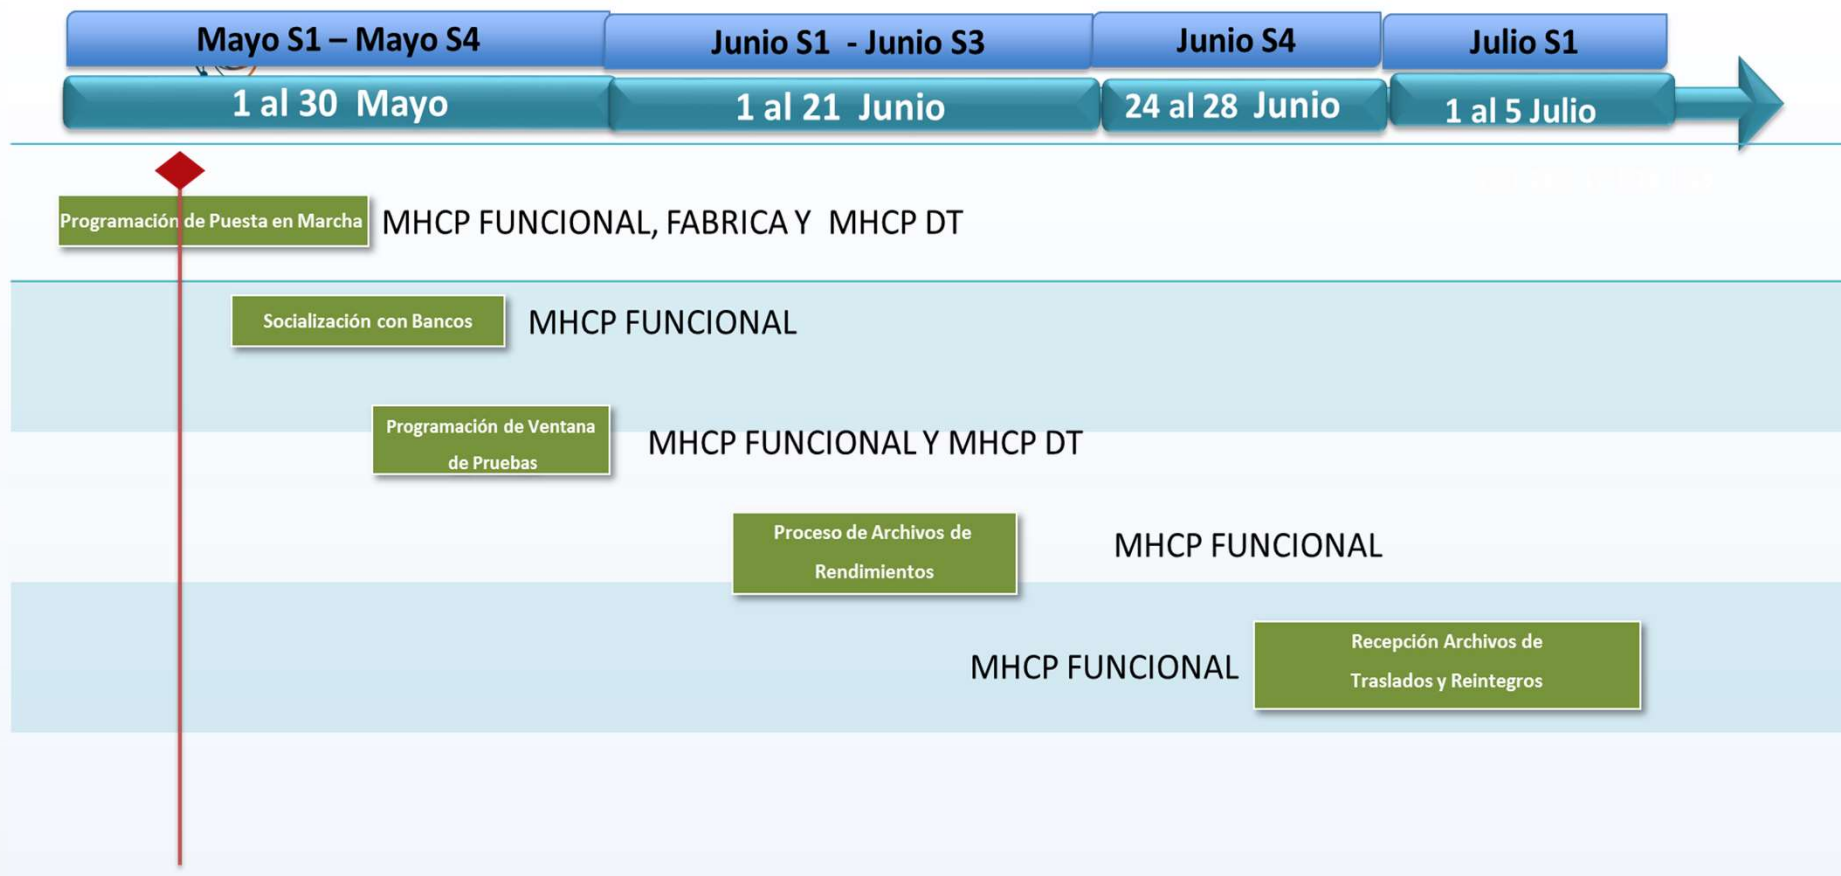 Mayo S1 – Mayo S4
Junio S1 - Junio S3
Junio S4
Julio S1
1 al 30 Mayo
1 al 21 Junio
24 al 28 Junio
1 al 5 Julio
Programación de Puesta en Marcha
MHCP FUNCIONAL, FABRICA Y MHCP DT
Socialización con Bancos
MHCP FUNCIONAL
Programación de Ventana
de Pruebas
MHCP FUNCIONAL Y MHCP DT
Proceso de Archivos de
Rendimientos
MHCP FUNCIONAL
MHCP FUNCIONAL
Recepción Archivos de
Traslados y Reintegros